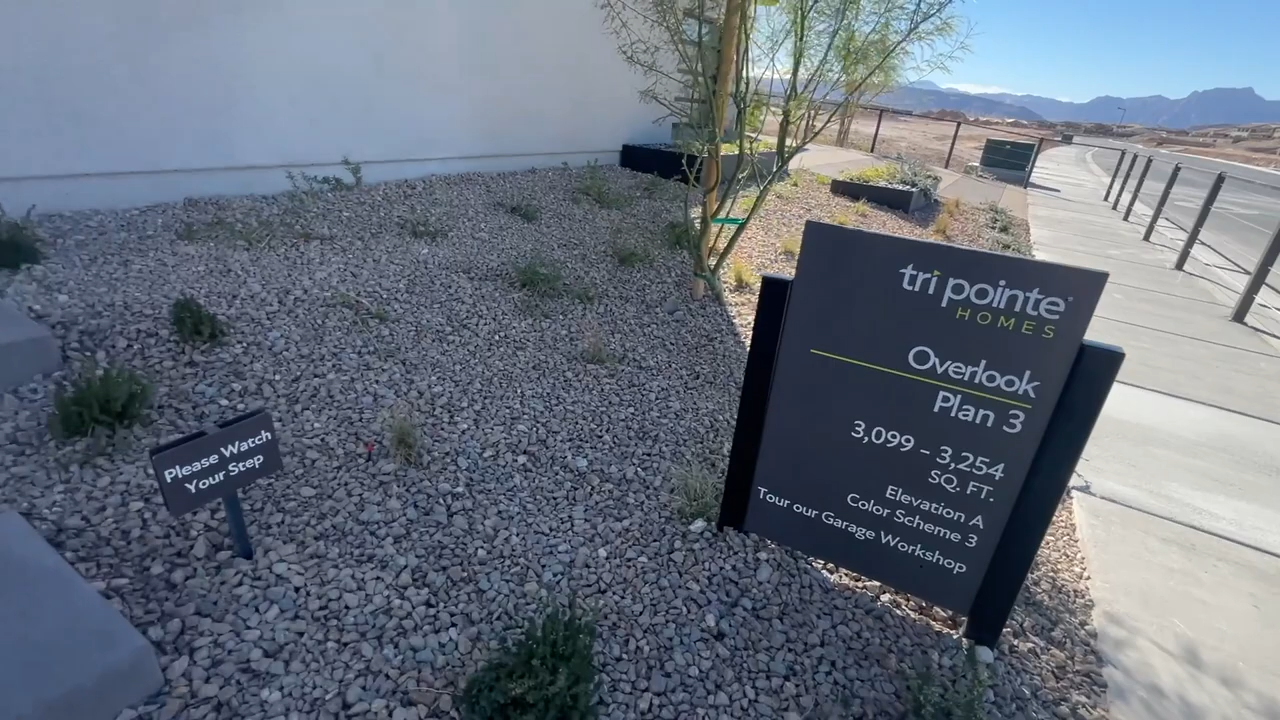 Please Watch
Your Step
tri pointe
HOMES
Overlook
Plan 3
3,099 - 3,254
SQ. FT.
Elevation A
Color Scheme 3
Tour our Garage Workshop